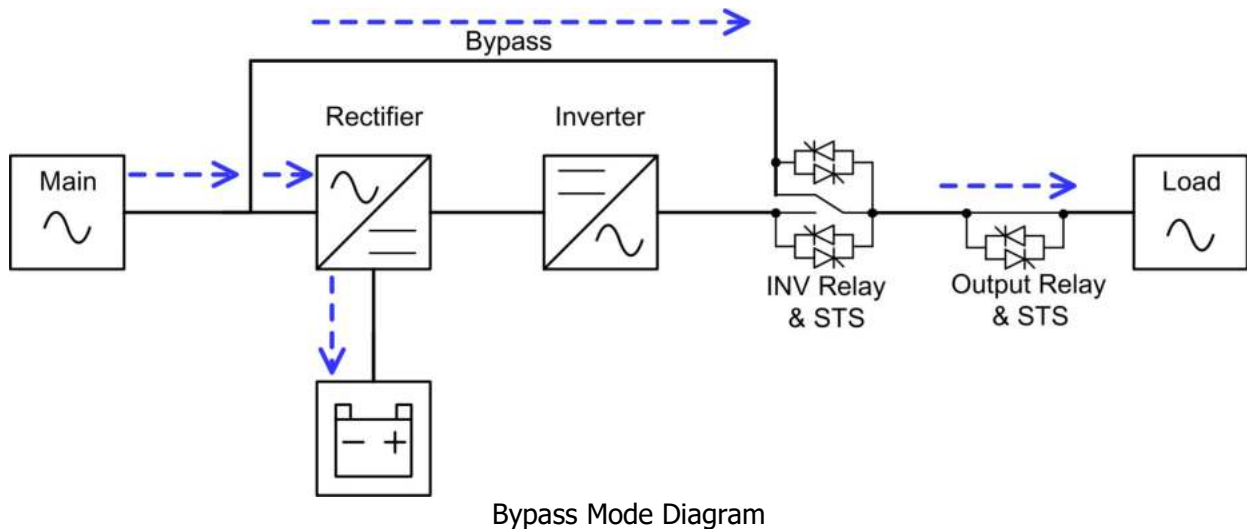 Bypass
Rectifier
Inverter
Main
Load
INV Relay
& STS
Output Relay
& STS
Bypass Mode Diagram